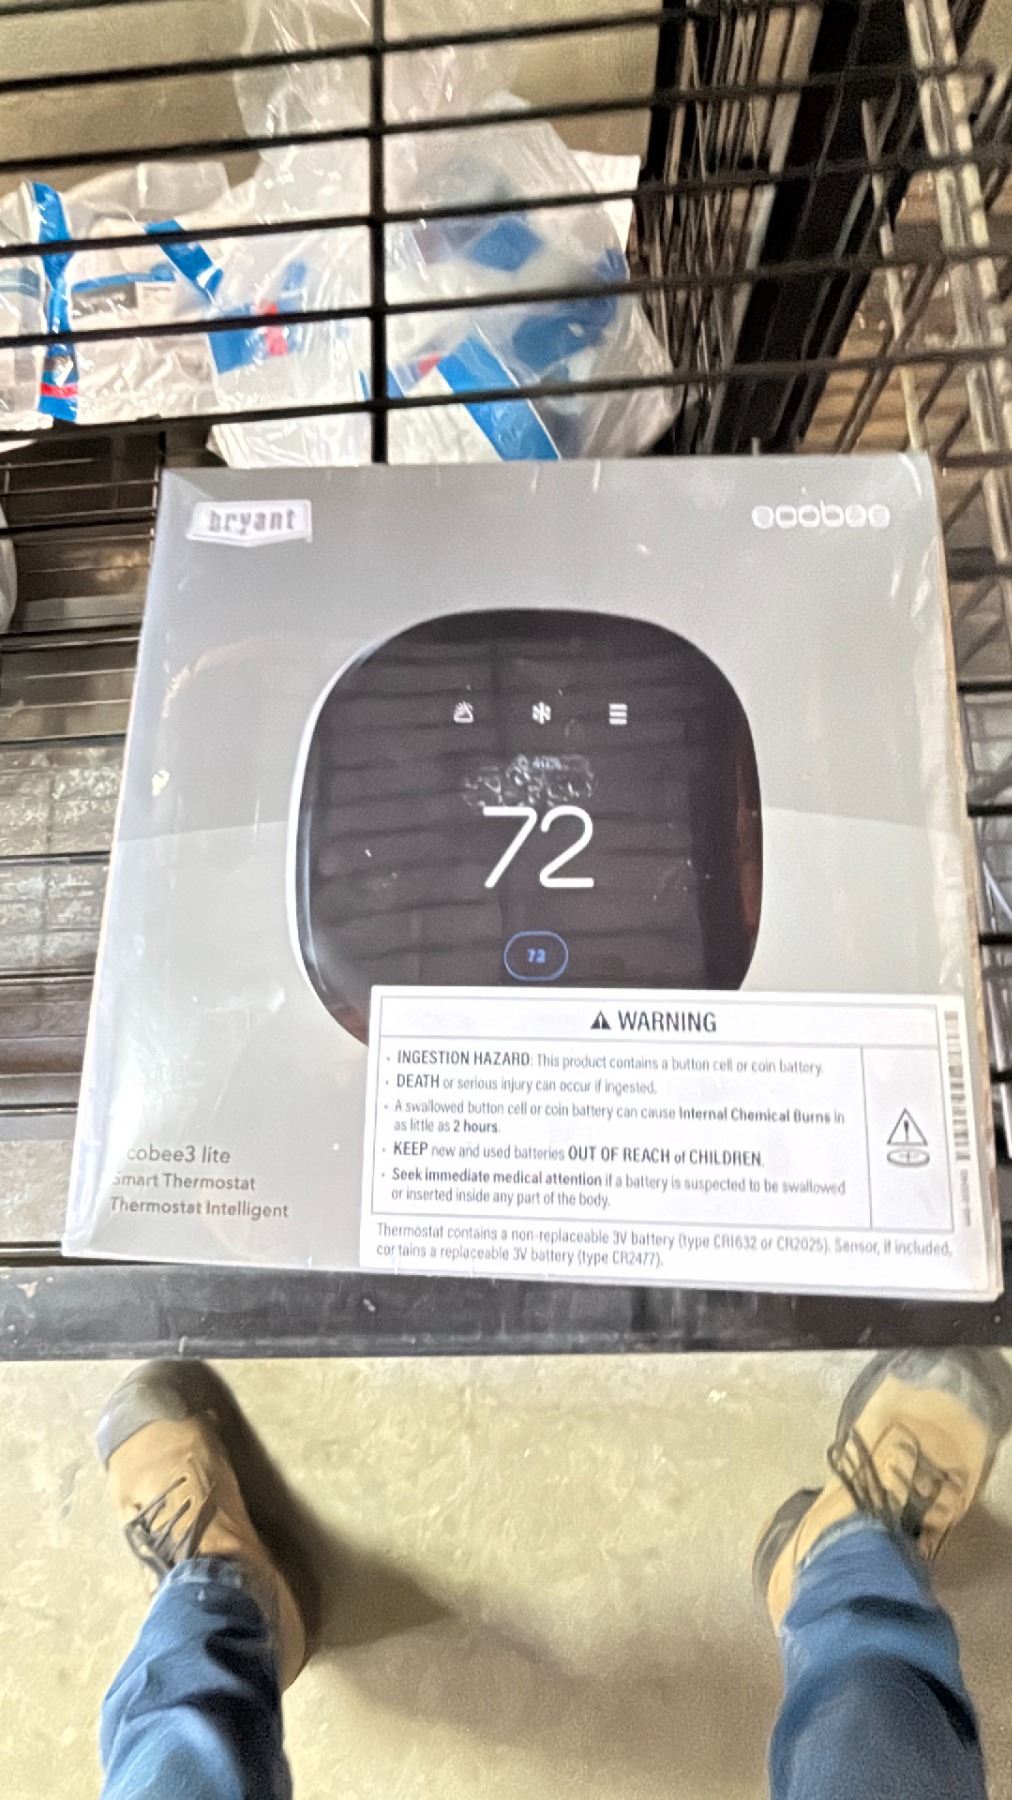 bryant
ecobee
72
72
WARNING
· INGESTION HAZARD: This product contains a button cell or coin battery.
· DEATH or serious injury can occur if ingested.
· A swallowed button cell or coin battery can cause Internal Chemical Burns in
as little as 2 hours.
· KEEP new and used batteries OUT OF REACH of CHILDREN.
· Seek immediate medical attention if a battery is suspected to be swallowed
or inserted inside any part of the body.
Thermostat contains a non-replaceable 3V battery (type CR1632 or CR2025). Sensor, if included,
contains a replaceable 3V battery (type CR2477).
cobee3 lite
Smart Thermostat
Thermostat Intelligent